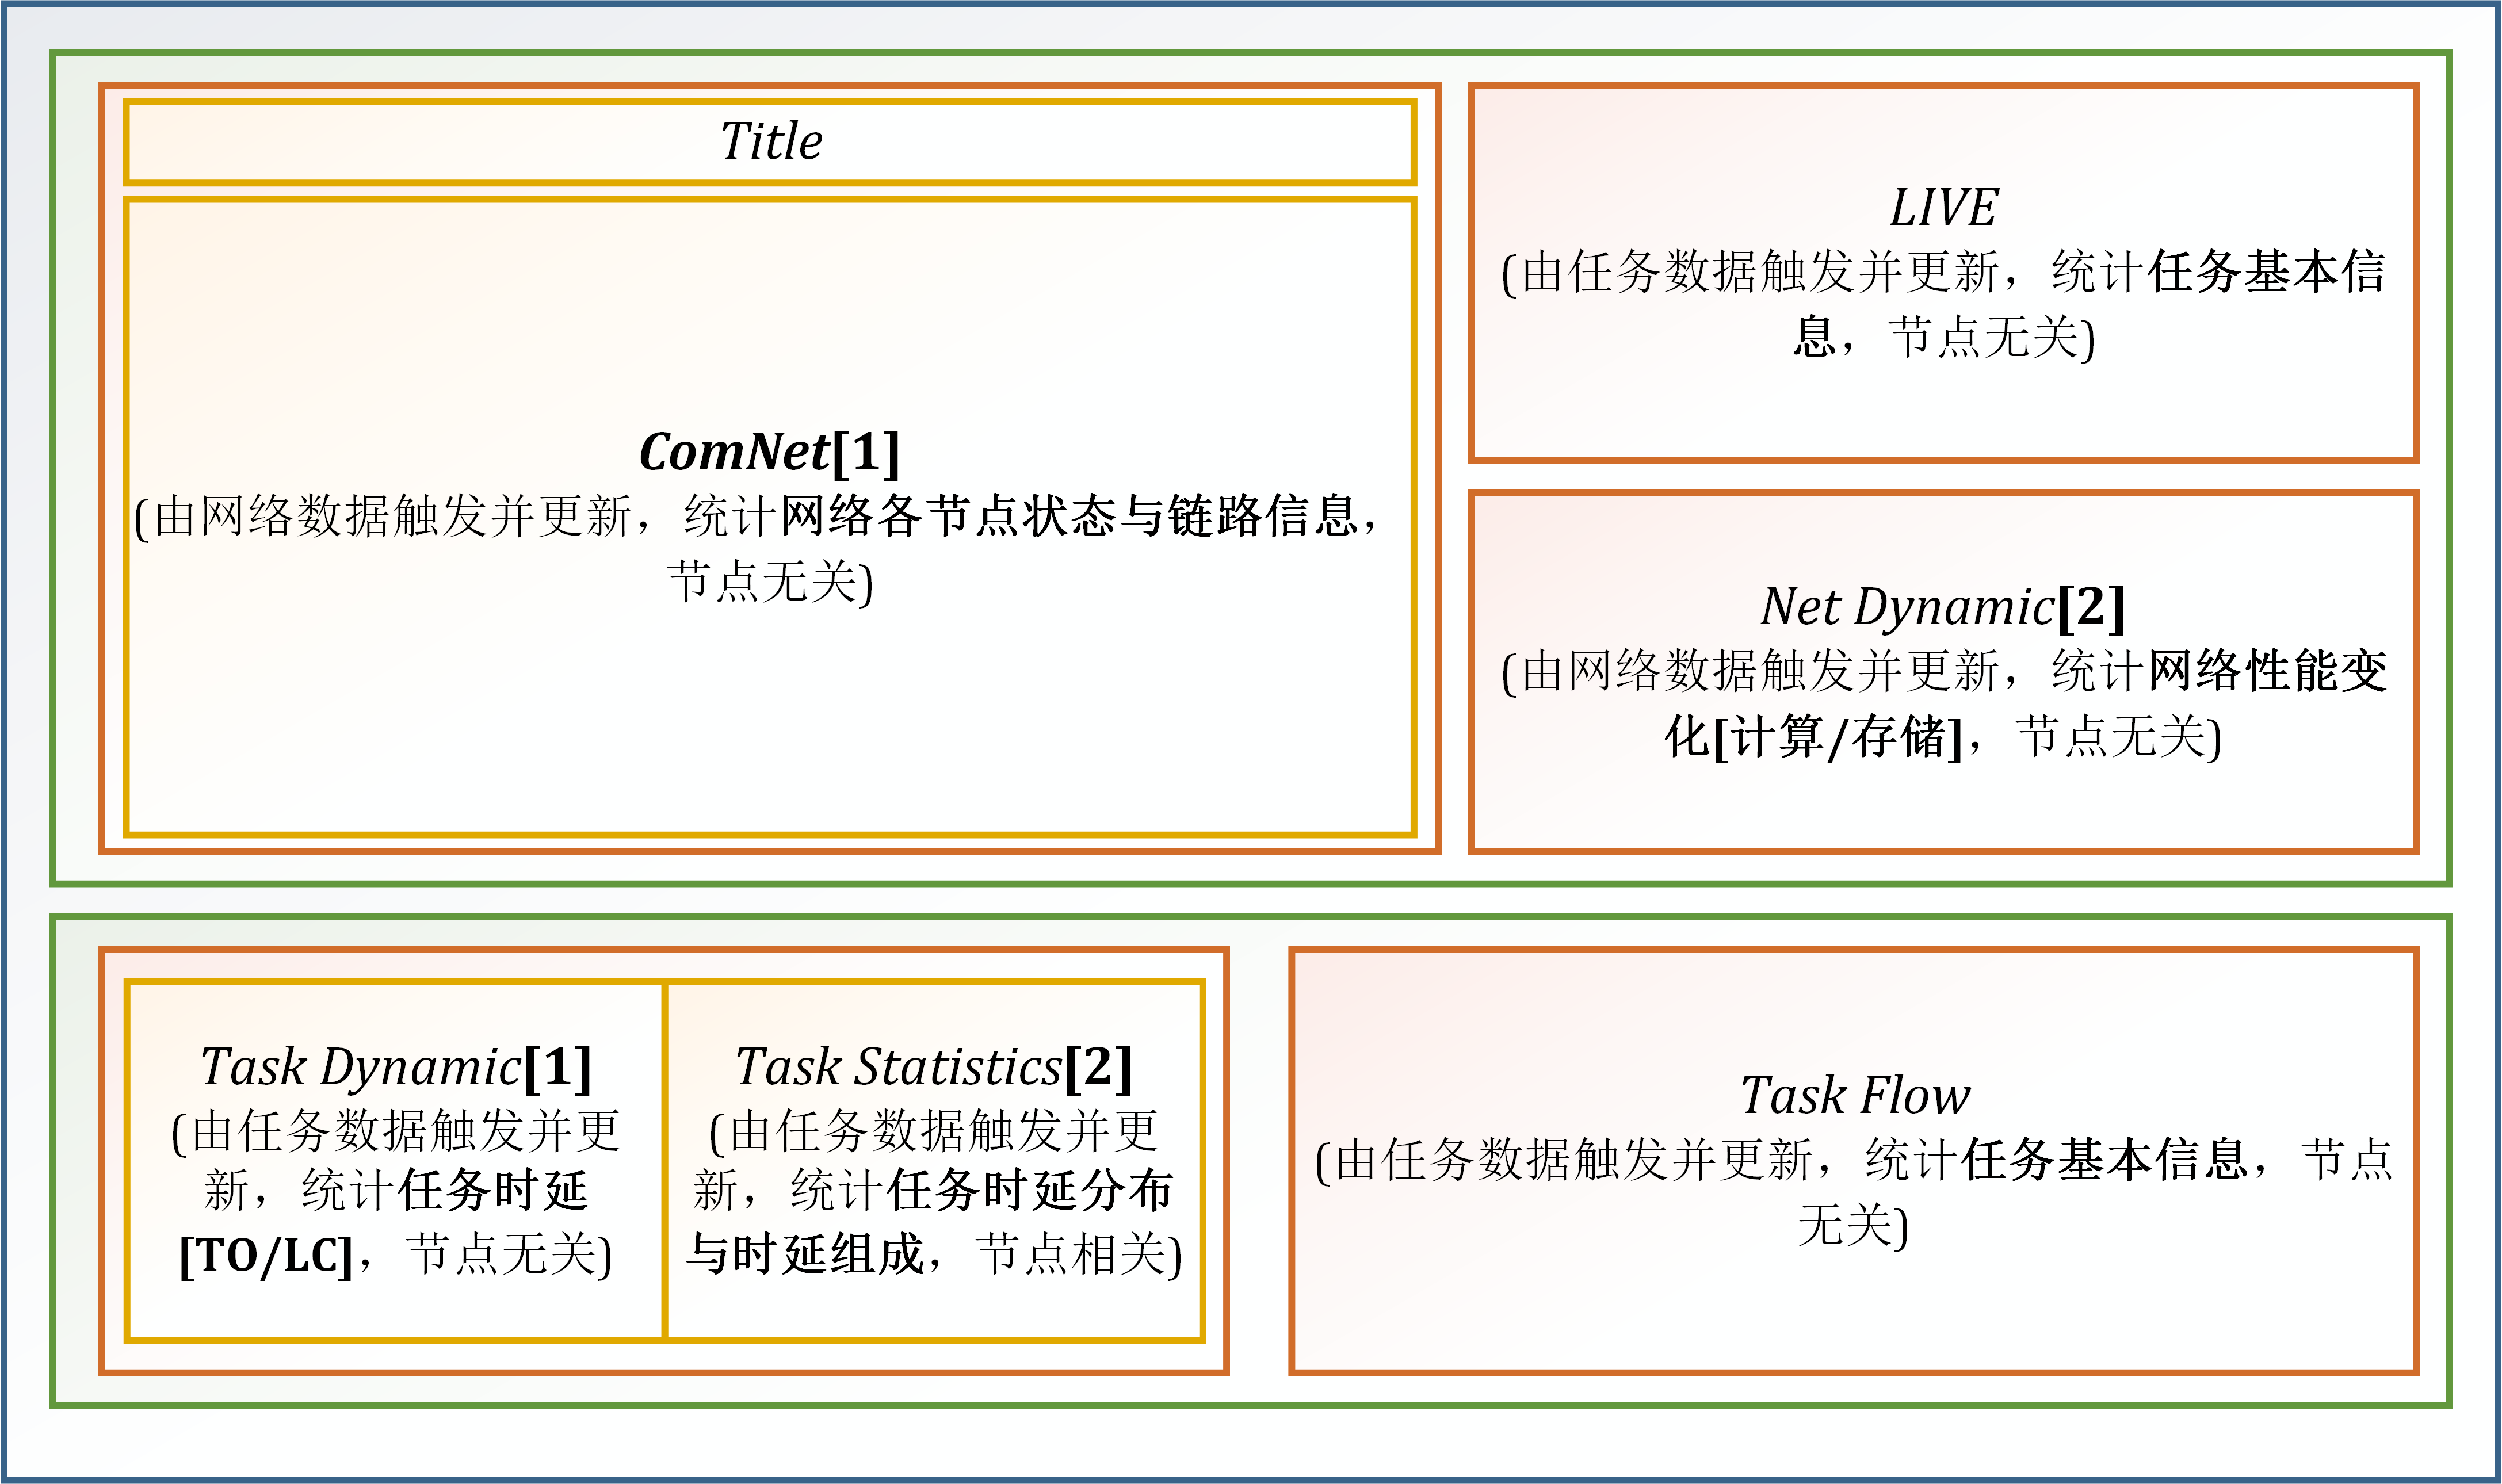 Title
ComNet[1]
(由网络数据触发并更新，统计网络各节点状态与链路信息，
节点无关)
LIVE
(由任务数据触发并更新，统计任务基本信
息，节点无关)
Net Dynamic[2]
(由网络数据触发并更新，统计网络性能变
化[计算/存储]，节点无关)
Task Dynamic[1]
(由任务数据触发并更
新，统计任务时延
[TO/LC]，节点无关)
Task Statistics[2]
(由任务数据触发并更
新，统计任务时延分布
与时延组成，节点相关)
Task Flow
(由任务数据触发并更新，统计任务基本信息，节点
无关)